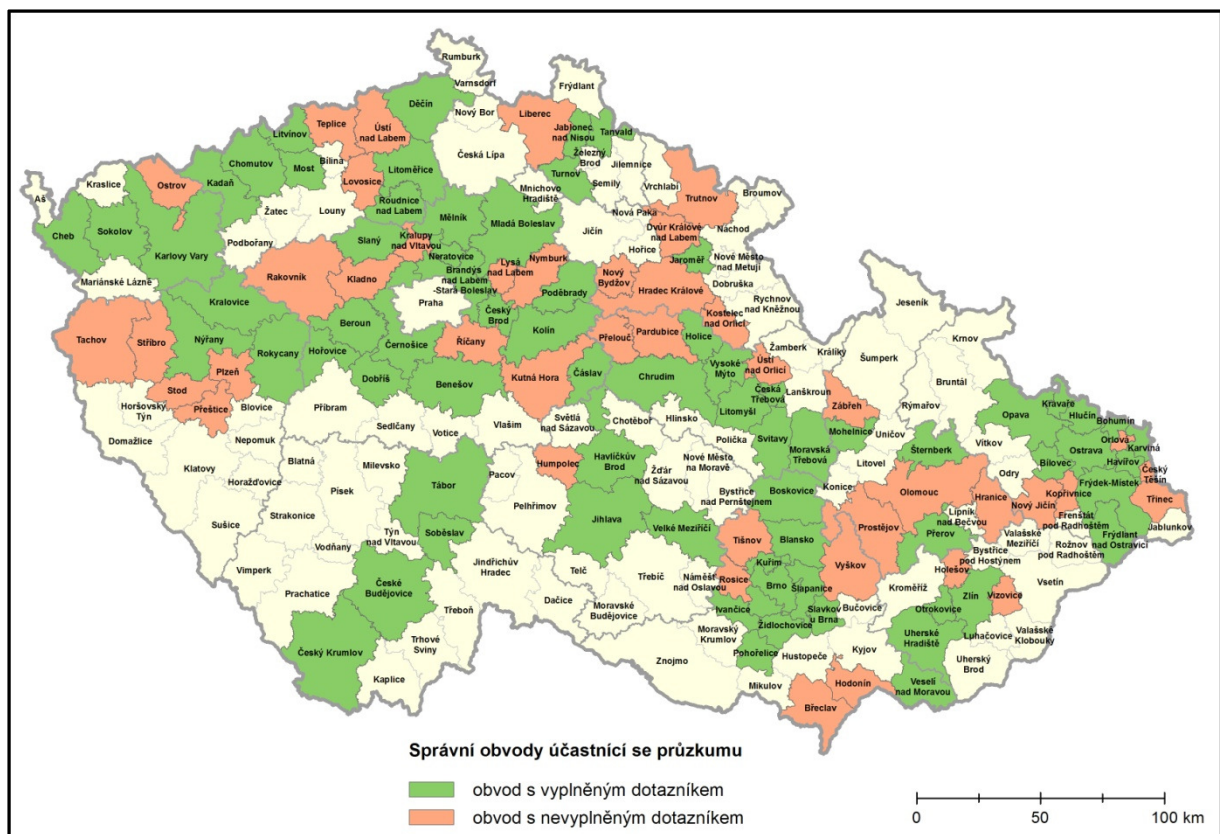 Rumburk
Varnsdorf
Frýdlant
Děčín
Nový Bor
Liberec
Jablonec
nad Nisou
Tanvald
Teplice
Ústí
nad Labem
Litvínov
Most
Bílina
Česká Lípa
Železný
Brod
Jilemnice
Semily
Vrchlabí
Turnov
Mnichovo
Hradiště
Chomutov
Kadaň
Lovosice
Litoměřice
Roudnice
nad Labem
Kraslice
Ostrov
Aš
Trutnov
Broumov
Nová Paka
Dvůr Králové
nad Labem
Náchod
Žatec
Louny
Mělník
Mladá Boleslav
Jičín
Hořice
Jaroměř
Nové Město
nad Metují
Cheb
Sokolov
Karlovy Vary
Podbořany
Slaný
Kralupy
nad Vltavou
Neratovice
Brandýs
nad Labem
-Stará Boleslav
Lysá
nad Labem
Nymburk
Nový
Bydžov
Hradec Králové
Dobruška
Rychnov
nad Kněžnou
Mariánské Lázně
Rakovník
Kladno
Praha
Poděbrady
Český
Brod
Kolín
Kostelec
nad Orlicí
Jeseník
Kralovice
Beroun
Přelouč
Pardubice
Holice
Žamberk
Králíky
Šumperk
Krnov
Tachov
Stříbro
Nýřany
Rokycany
Hořovice
Černošice
Říčany
Ústí
nad Orlicí
Plzeň
Dobříš
Benešov
Kutná Hora
Čáslav
Chrudim
Vysoké
Mýto
Česká
Třebová
Lanškroun
Bruntál
Stod
Přeštice
Blovice
Zábřeh
Rýmařov
Horšovský
Týn
Příbram
Sedlčany
Votice
Vlašim
Světlá
nad Sázavou
Chotěboř
Hlinsko
Litomyšl
Svitavy
Moravská
Třebová
Mohelnice
Uničov
Opava
Kravaře
Hlučín
Bohumín
Domažlice
Nepomuk
Polička
Šternberk
Vítkov
Orlová
Karviná
Ostrava
Havířov
Český
Těšín
Bílovec
Klatovy
Blatná
Milevsko
Humpolec
Havlíčkův
Brod
Žďár
nad Sázavou
Nové Město
na Moravě
Litovel
Odry
Frýdek-Místek
Horažďovice
Tábor
Pacov
Konice
Olomouc
Hranice
Nový Jičín
Kopřivnice
Třinec
Písek
Pelhřimov
Bystřice
nad Pernštejnem
Boskovice
Lipník
nad Bečvou
Frenštát
pod Radhoštěm
Jablunkov
Sušice
Strakonice
Jihlava
Velké Meziříčí
Blansko
Prostějov
Přerov
Valašské
Meziříčí
Rožnov
pod Radhoštěm
Frýdlant
nad Ostravicí
Týn
nad Vltavou
Soběslav
Tišnov
Vodňany
Bystřice
pod Hostýnem
Vimperk
Jindřichův
Hradec
Telč
Třebíč
Náměšť
nad Oslavou
Rosice
Kuřim
Brno
Šlapanice
Vyškov
Holešov
Vsetín
Prachatice
České
Budějovice
Kroměříž
Zlín
Vizovice
Dačice
Moravské
Budějovice
Ivančice
Židlochovice
Slavkov
u Brna
Bučovice
Otrokovice
Třeboň
Uherské
Hradiště
Luhačovice
Valašské
Klobouky
Český Krumlov
Trhové
Sviny
Moravský
Krumlov
Pohořelice
Hustopeče
Kyjov
Uherský
Brod
Znojmo
Kaplice
Mikulov
Hodonín
Veselí
nad Moravou
Břeclav
Správní obvody účastnící se průzkumu
obvod s vyplněným dotazníkem
obvod s nevyplněným dotazníkem
0 50 100 km